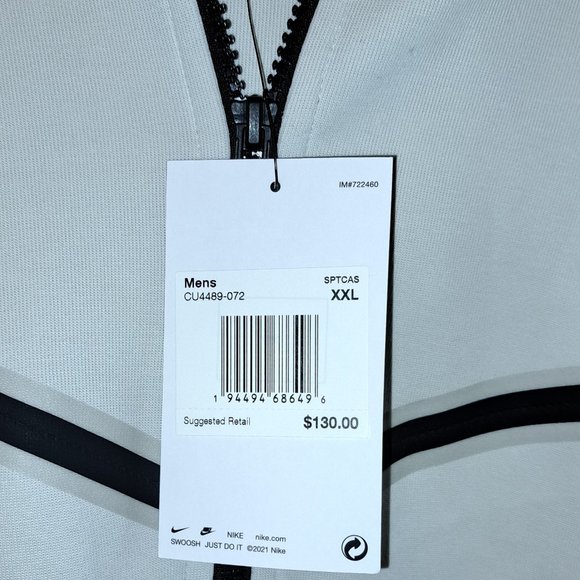 IM#722460
Mens SPTCAS
CU4489-072 XXL
1 94494 68649 6
Suggested Retail $130.00
NIKE nike.com
SWOOSH JUST DO IT ©2021 Nike